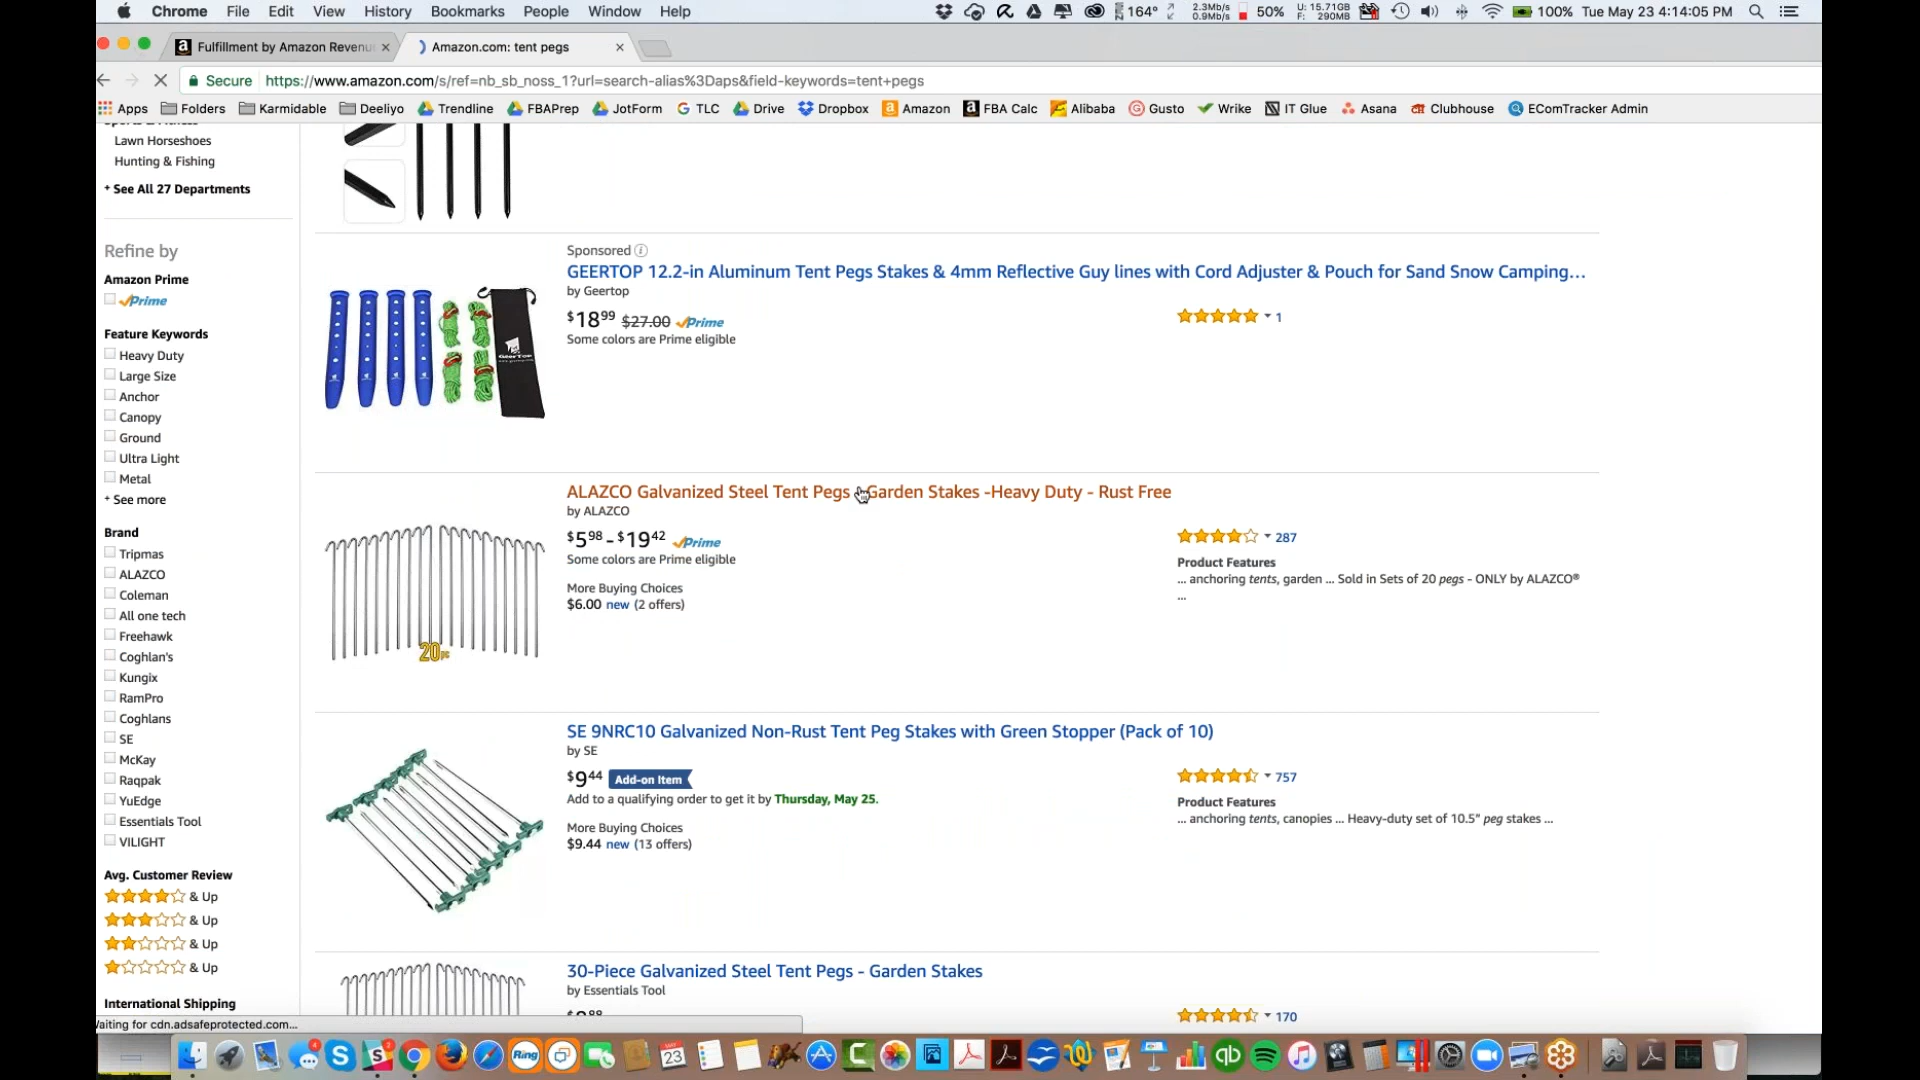 Chrome File Edit View History Bookmarks People Window Help 164° 2.3Mb/s 0.9Mb/s 50% U: 15.71GB F: 290MB 100% Tue May 23 4:14:05 PM
Fulfillment by Amazon Revenu Amazon.com: tent pegs
Secure https://www.amazon.com/s/ref=nb_sb_noss_1?url=search-alias%3Daps&field-keywords=tent+pegs
Apps Folders Karmidable Deeliyo Trendline FBAPrep JotForm TLC Drive Dropbox Amazon FBA Calc Alibaba Gusto Wrike IT Glue Asana Clubhouse EComTracker Admin
Lawn Horseshoes
Hunting & Fishing
+ See All 27 Departments
Refine by
Amazon Prime
Prime
Feature Keywords
Heavy Duty
Large Size
Anchor
Canopy
Ground
Ultra Light
Metal
+ See more
Brand
Tripmas
ALAZCO
Coleman
All one tech
Freehawk
Coghlan's
Kungix
RamPro
Coghlans
SE
McKay
Raqpak
YuEdge
Essentials Tool
VILIGHT
Avg. Customer Review
& Up
& Up
& Up
& Up
International Shipping
Sponsored
GEERTOP 12.2-in Aluminum Tent Pegs Stakes & 4mm Reflective Guy lines with Cord Adjuster & Pouch for Sand Snow Camping...
by Geertop
$18 99 $27.00 Prime
Some colors are Prime eligible
1
ALAZCO Galvanized Steel Tent Pegs - Garden Stakes -Heavy Duty - Rust Free
by ALAZCO
$5 98 - $19 42 Prime
Some colors are Prime eligible
More Buying Choices
$6.00 new (2 offers)
287
Product Features
... anchoring tents, garden ... Sold in Sets of 20 pegs - ONLY by ALAZCO®
...
20pc
SE 9NRC10 Galvanized Non-Rust Tent Peg Stakes with Green Stopper (Pack of 10)
by SE
$9 44 Add-on Item
Add to a qualifying order to get it by Thursday, May 25.
More Buying Choices
$9.44 new (13 offers)
757
Product Features
... anchoring tents, canopies ... Heavy-duty set of 10.5" peg stakes ...
30-Piece Galvanized Steel Tent Pegs - Garden Stakes
by Essentials Tool
170
Waiting for cdn.adsafeprotected.com...
4
Ring
23